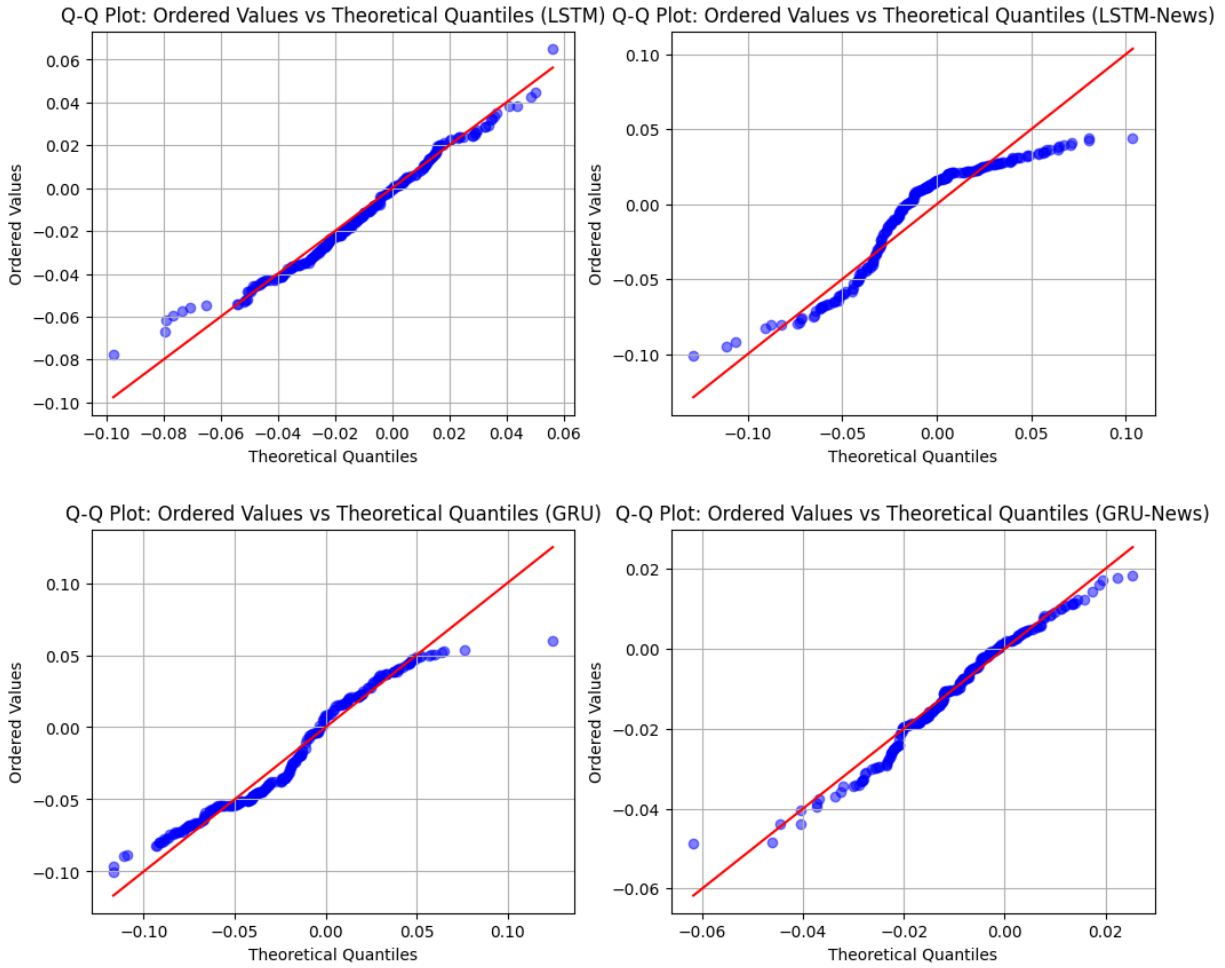 Q-Q Plot: Ordered Values vs Theoretical Quantiles (LSTM)
0.06
0.04
0.02
0.00
−0.02
−0.04
−0.06
−0.08
−0.10
Ordered Values
−0.10 −0.08 −0.06 −0.04 −0.02 0.00 0.02 0.04 0.06
Theoretical Quantiles
Q-Q Plot: Ordered Values vs Theoretical Quantiles (LSTM-News)
0.10
0.05
0.00
−0.05
−0.10
Ordered Values
−0.10 −0.05 0.00 0.05 0.10
Theoretical Quantiles
Q-Q Plot: Ordered Values vs Theoretical Quantiles (GRU)
0.10
0.05
0.00
−0.05
−0.10
Ordered Values
−0.10 −0.05 0.00 0.05 0.10
Theoretical Quantiles
Q-Q Plot: Ordered Values vs Theoretical Quantiles (GRU-News)
0.02
0.00
−0.02
−0.04
−0.06
Ordered Values
−0.06 −0.04 −0.02 0.00 0.02
Theoretical Quantiles